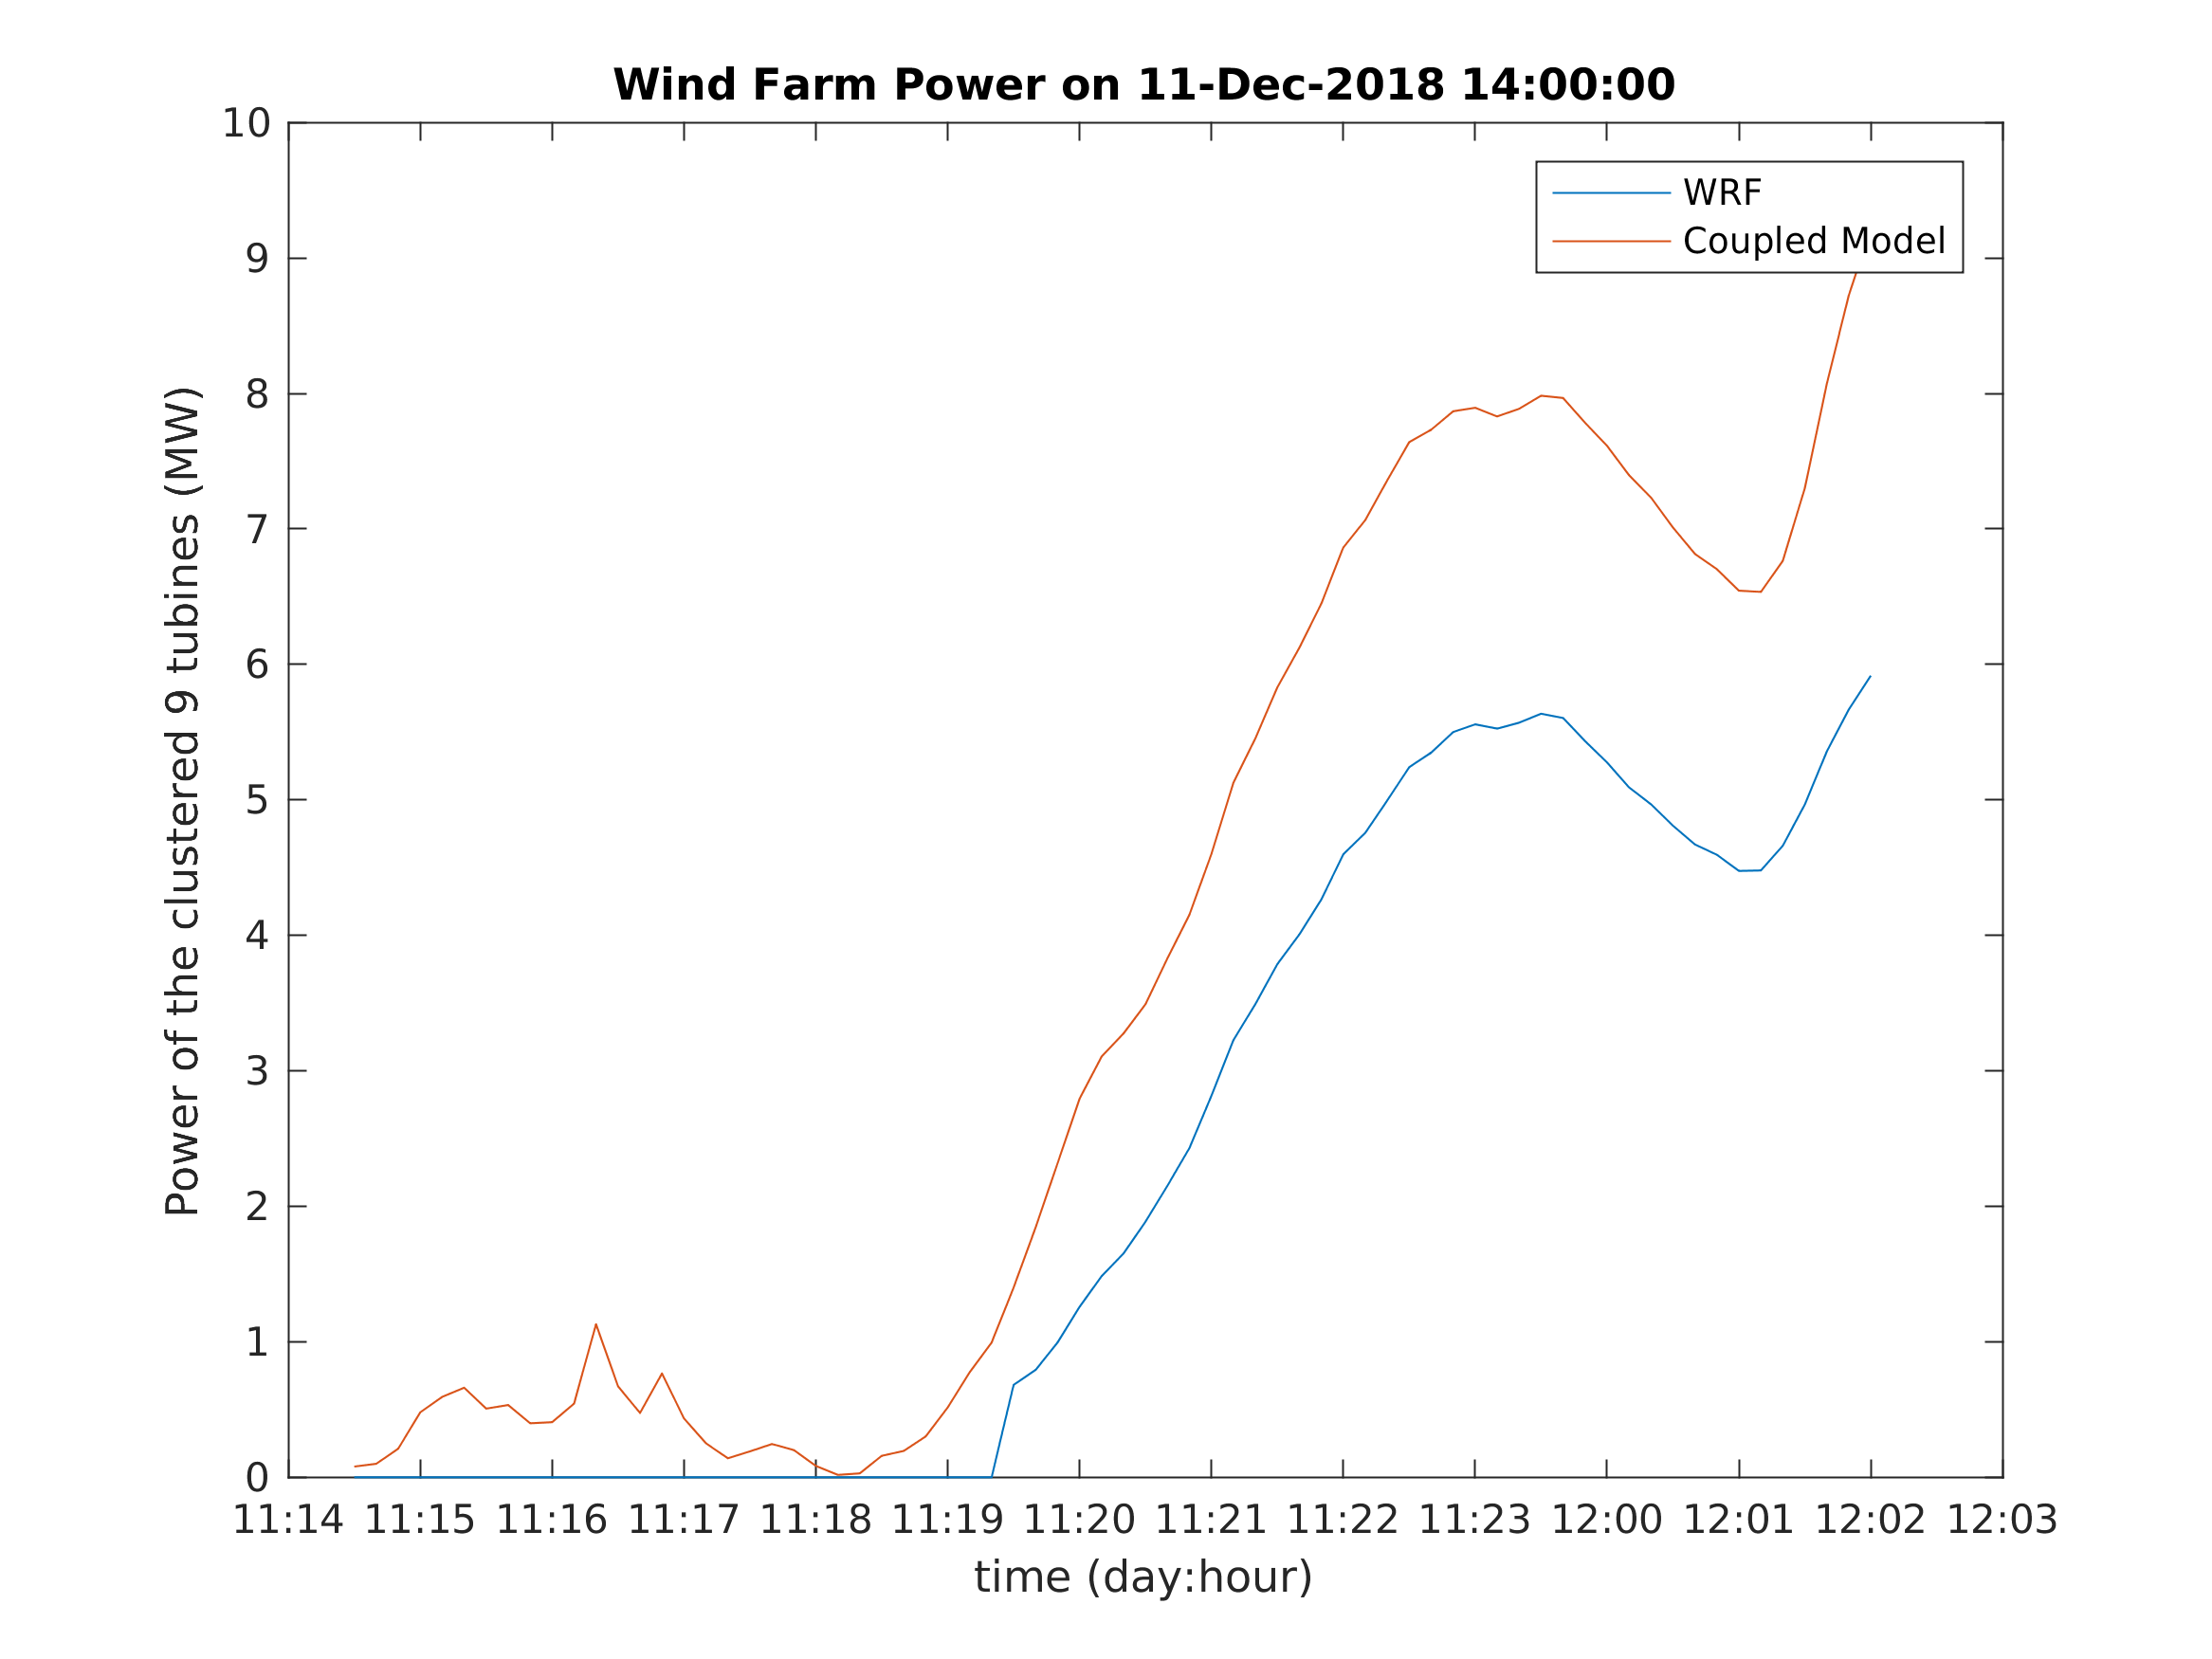 Wind Farm Power on 11-Dec-2018 14:00:00
10
9
8
7
6
5
4
3
2
1
0
Power of the clustered 9 tubines (MW)
WRF
Coupled Model
11:14 11:15 11:16 11:17 11:18 11:19 11:20 11:21 11:22 11:23 12:00 12:01 12:02 12:03
time (day:hour)